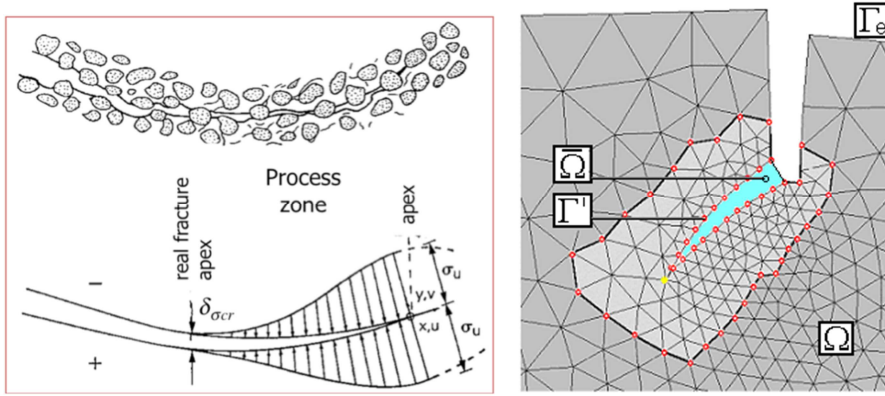 Process
zone
real fracture
apex
apex
δσcr
−
+
σu
y,v
x,u
σu
Γe
Ω̄
Γ'
Ω